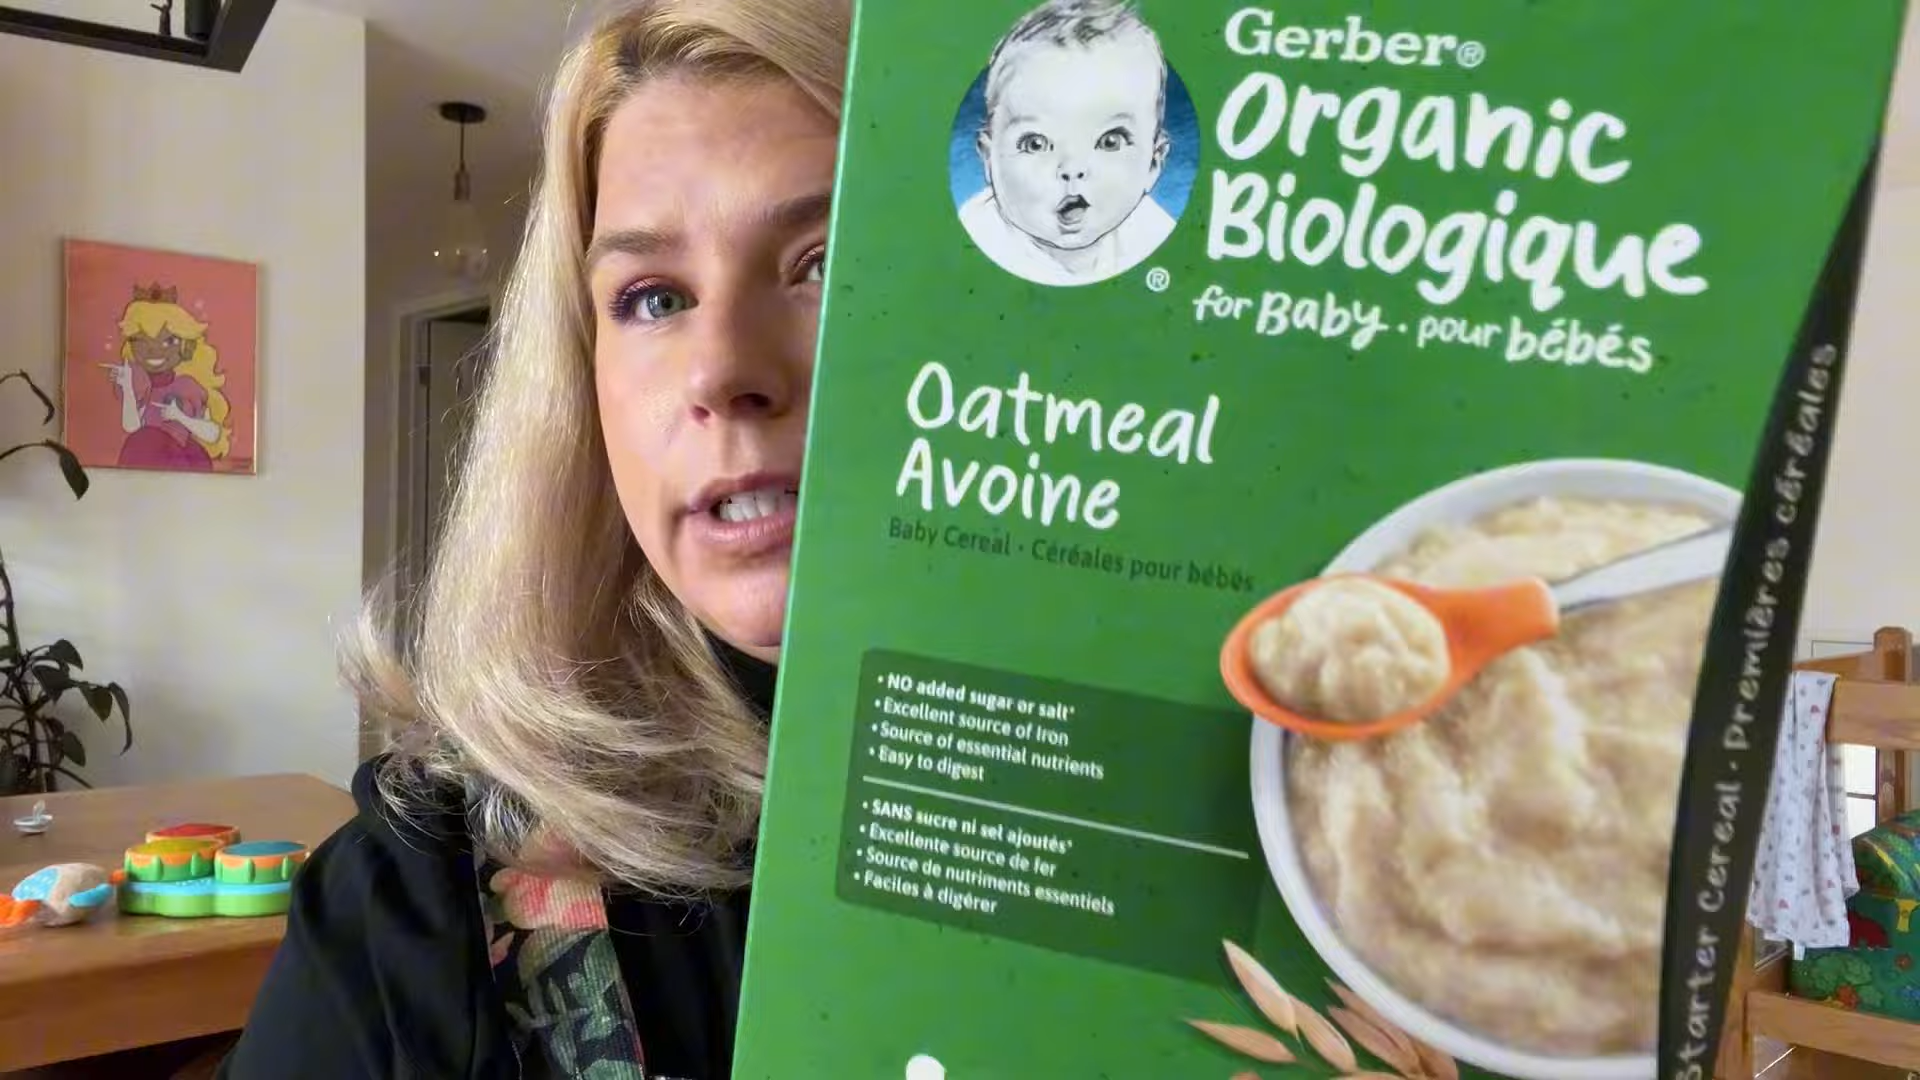 Gerber®
Organic
Biologique
for Baby · pour bébés
®
Oatmeal
Avoine
Baby Cereal · Céréales pour bébés
• NO added sugar or salt*
• Excellent source of Iron
• Source of essential nutrients
• Easy to digest
• SANS sucre ni sel ajoutés*
• Excellente source de fer
• Source de nutriments essentiels
• Faciles à digérer
Starter Cereal · Premières céréales